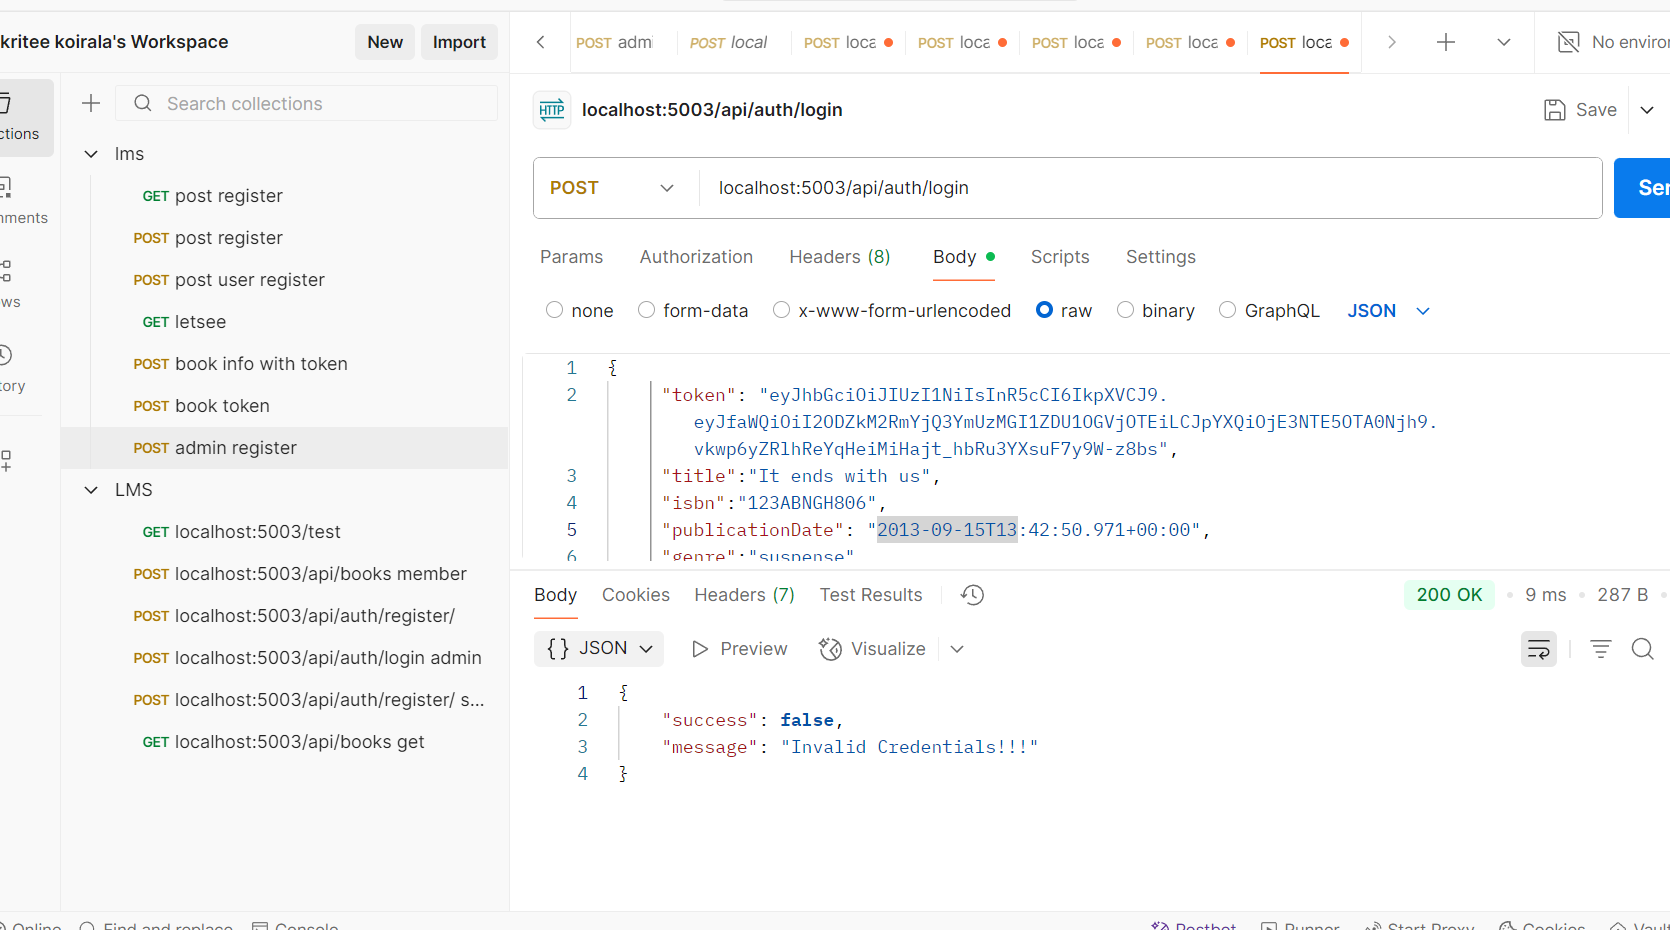 kritee koirala's Workspace
New
Import
POST admi
POST local
POST loca
POST loca
POST loca
POST loca
POST loca
No enviror
ctions
nments
ws
tory
Search collections
lms
GET post register
POST post register
POST post user register
GET letsee
POST book info with token
POST book token
POST admin register
LMS
GET localhost:5003/test
POST localhost:5003/api/books member
POST localhost:5003/api/auth/register/
POST localhost:5003/api/auth/login admin
POST localhost:5003/api/auth/register/ s...
GET localhost:5003/api/books get
HTTP localhost:5003/api/auth/login
Save
POST localhost:5003/api/auth/login
Ser
Params Authorization Headers (8) Body Scripts Settings
none form-data x-www-form-urlencoded raw binary GraphQL JSON
1 {
2 "token": "eyJhbGciOiJIUzI1NiIsInR5cCI6IkpXVCJ9.
eyJfaWQiOiI2ODZkM2RmYjQ3YmUzMGI1ZDU1OGVjOTEiLCJpYXQiOjE3NTE5OTA0Njh9.
vkwp6yZRlhReYqHeiMiHajt_hbRu3YXsuF7y9W-z8bs",
3 "title":"It ends with us",
4 "isbn":"123ABNGH806",
5 "publicationDate": "2013-09-15T13:42:50.971+00:00",
6 "genre":"suspense"
Body Cookies Headers (7) Test Results
200 OK 9 ms 287 B
{} JSON Preview Visualize
1 {
2 "success": false,
3 "message": "Invalid Credentials!!!"
4 }
Online Find and replace Console
Postbot Runner Start Proxy Cookies Vault